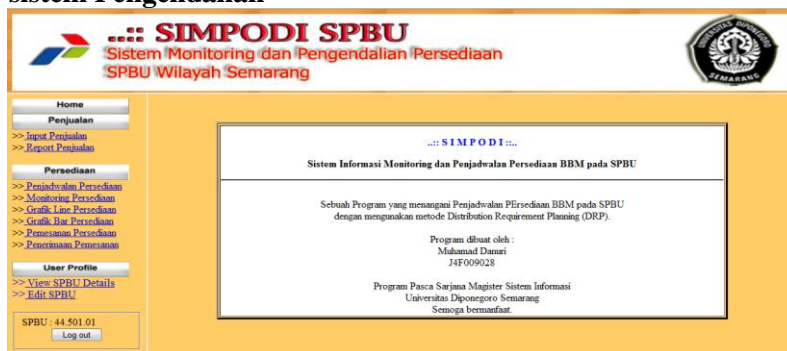 sistem Pengendalian
..::: SIMPODI SPBU
Sistem Monitoring dan Pengendalian Persediaan
SPBU Wilayah Semarang
UNIVERSITAS DIPONEGORO
SEMARANG
Home
Penjualan
>> Input Penjualan
>> Report Penjualan
Persediaan
>> Penjadwalan Persediaan
>> Monitoring Persediaan
>> Grafik Line Persediaan
>> Grafik Bar Persediaan
>> Pemesanan Persediaan
>> Penerimaan Pemesanan
User Profile
>> View SPBU Details
>> Edit SPBU
SPBU : 44.501.01
Log out
..:: S I M P O D I ::..
Sistem Informasi Monitoring dan Penjadwalan Persediaan BBM pada SPBU
Sebuah Program yang menangani Penjadwalan PErsediaan BBM pada SPBU
dengan mengunakan metode Distribution Requirement Planning (DRP).
Program dibuat oleh :
Muhamad Danuri
J4F009028
Program Pasca Sarjana Magister Sistem Informasi
Universitas Diponegoro Semarang
Semoga bermanfaat.